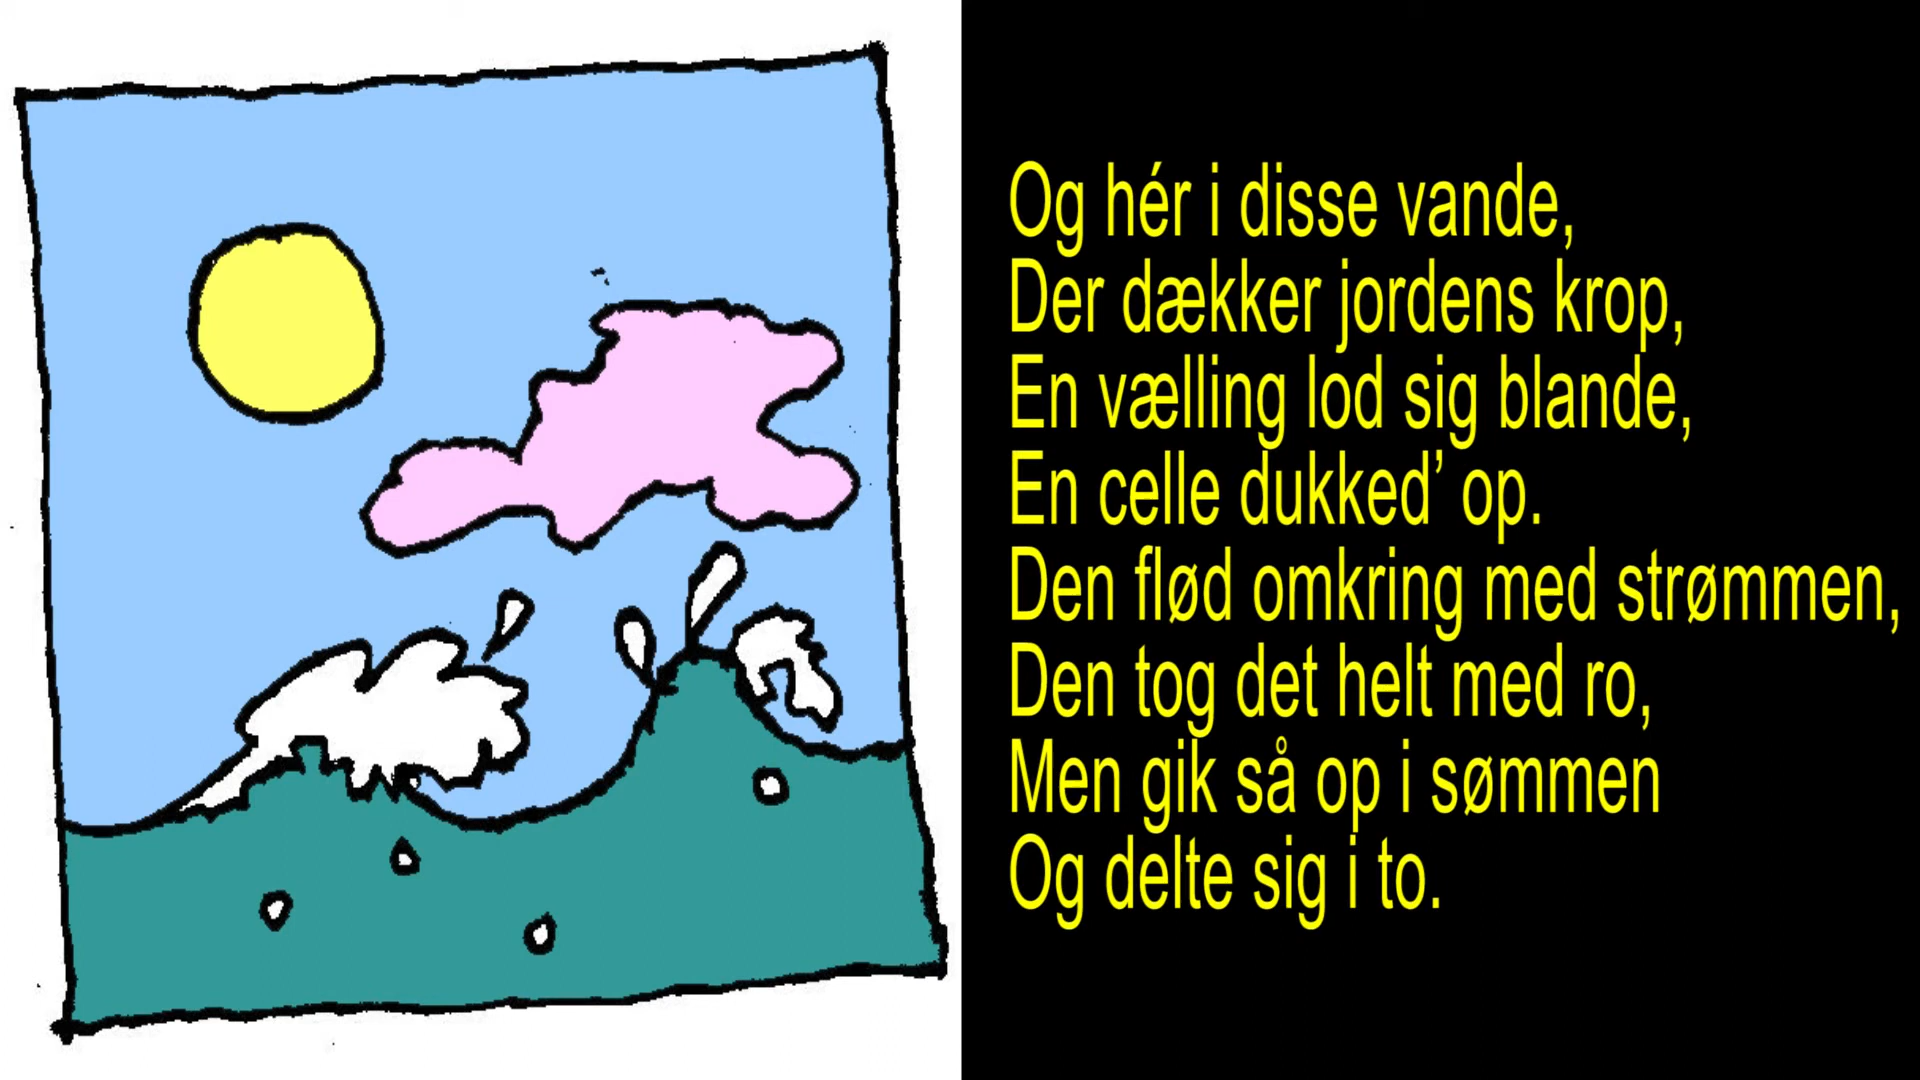 Og hér i disse vande,
Der dækker jordens krop,
En vælling lod sig blande,
En celle dukked’ op.
Den flød omkring med strømmen,
Den tog det helt med ro,
Men gik så op i sømmen
Og delte sig i to.